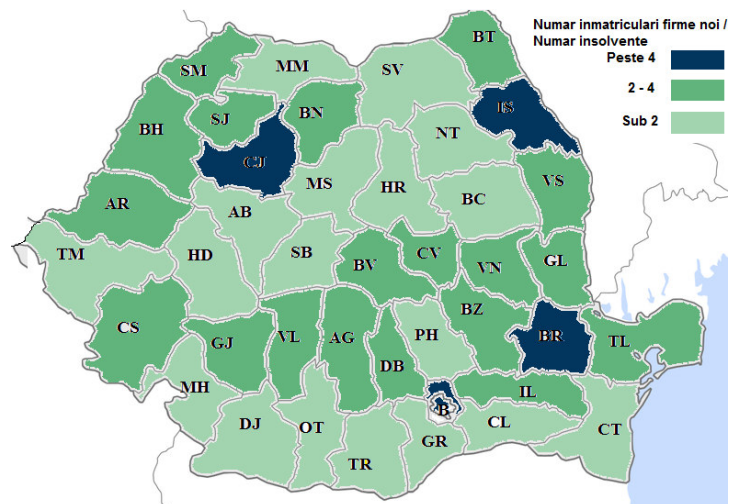 Numar inmatriculari firme noi /
Numar insolvente
Peste 4
2 - 4
Sub 2
BT
SM
MM
SV
IS
SJ
BN
BH
NT
CJ
VS
MS
HR
BC
AR
AB
TM
HD
SB
BV
CV
VN
GL
CS
BZ
GJ
VL
AG
PH
BR
TL
DB
MH
IL
B
DJ
OT
CL
CT
GR
TR